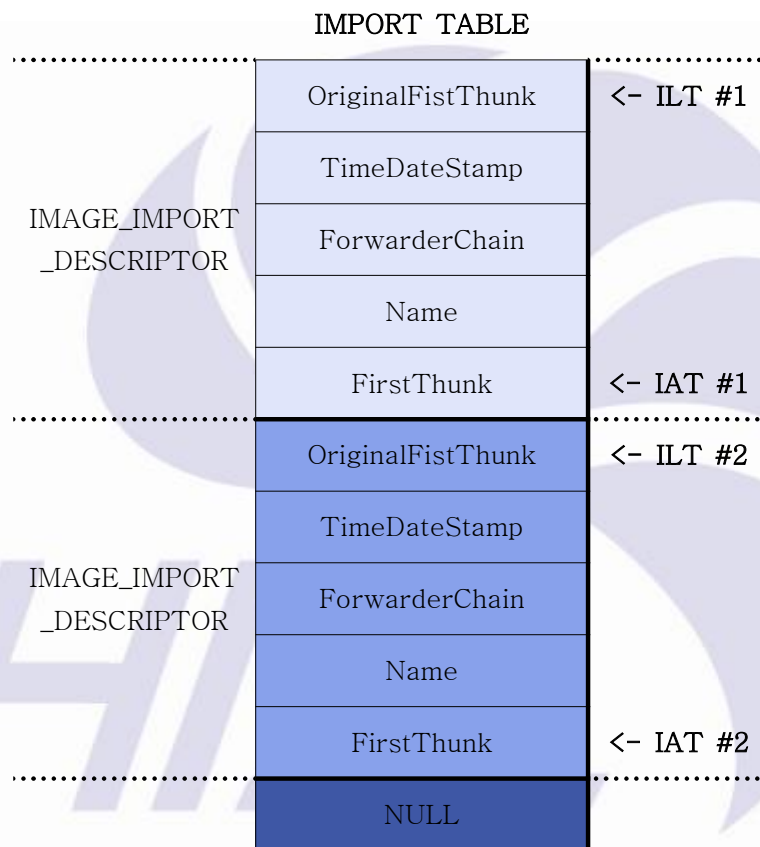 IMPORT TABLE
OriginalFistThunk <- ILT #1
TimeDateStamp
IMAGE_IMPORT
_DESCRIPTOR
ForwarderChain
Name
FirstThunk <- IAT #1
OriginalFistThunk <- ILT #2
TimeDateStamp
IMAGE_IMPORT
_DESCRIPTOR
ForwarderChain
Name
FirstThunk <- IAT #2
NULL